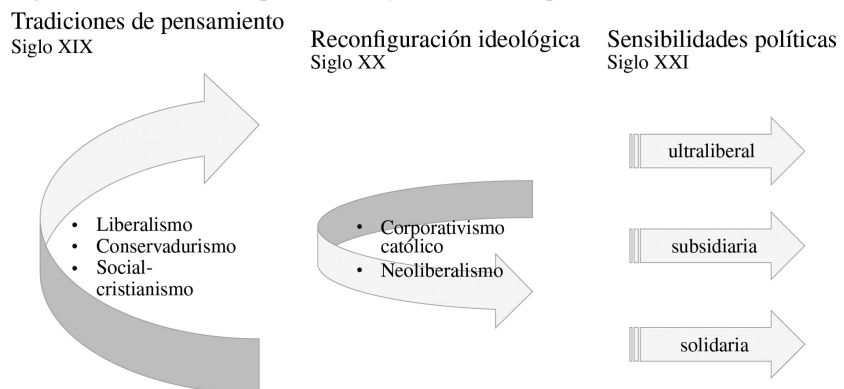 Tradiciones de pensamiento
Siglo XIX
Reconfiguración ideológica
Siglo XX
Sensibilidades políticas
Siglo XXI
• Liberalismo
• Conservadurismo
• Social-
cristianismo
• Corporativismo
católico
• Neoliberalismo
ultraliberal
subsidiaria
solidaria